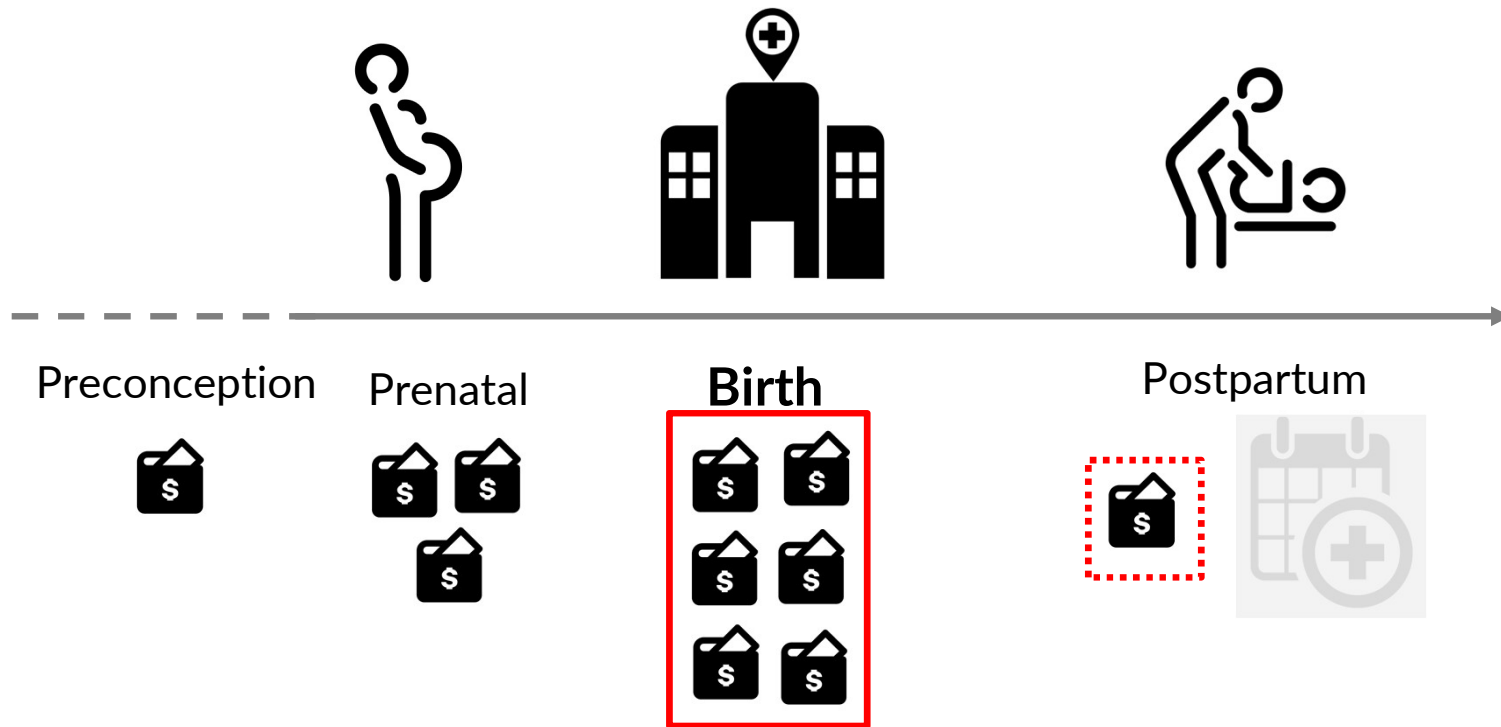 Preconception
Prenatal
Birth
Postpartum
$
$ $
$
$ $
$ $
$ $
$